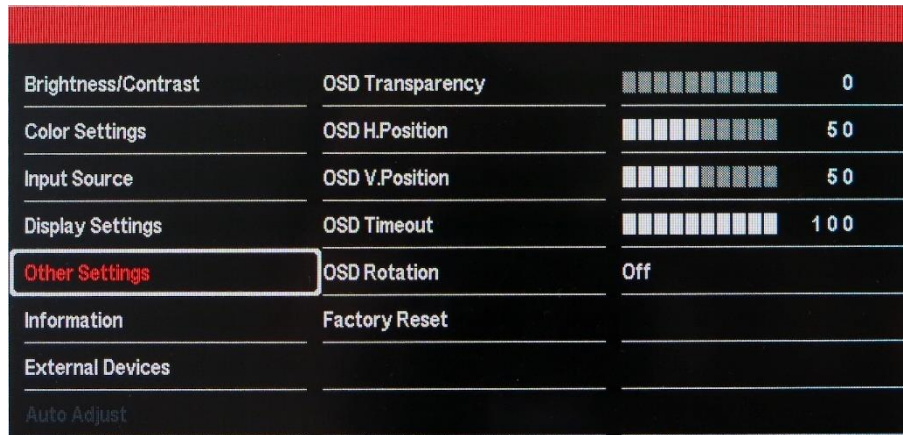 Brightness/Contrast OSD Transparency 0
Color Settings OSD H.Position 50
Input Source OSD V.Position 50
Display Settings OSD Timeout 100
Other Settings OSD Rotation Off
Information Factory Reset
External Devices
Auto Adjust